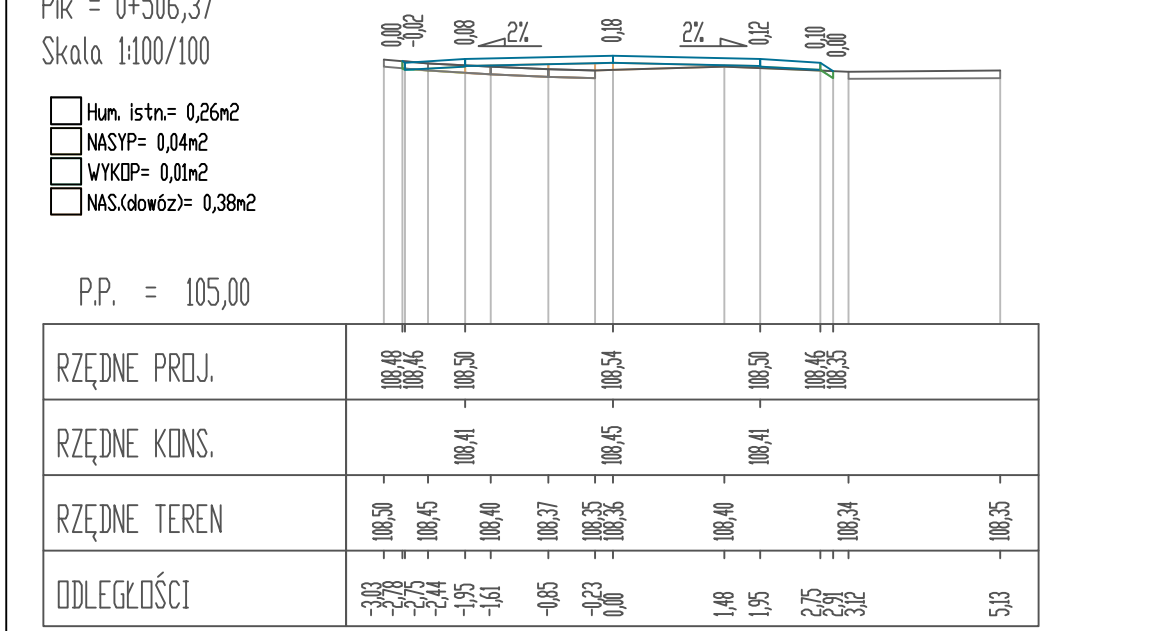 Pik = 0+506,37
Skala 1:100/100
Hum. istn.= 0,26m2
NASYP= 0,04m2
WYKOP= 0,01m2
NAS.(dowóz)= 0,38m2
0,00 -0,02 0,08 2% 0,18 2% 0,12 0,10 0,00
P.P. = 105,00
RZĘDNE PROJ. 108,48 108,46 108,50 108,54 108,50 108,46 108,35
RZĘDNE KONS. 108,41 108,45 108,41
RZĘDNE TEREN 108,50 108,45 108,40 108,37 108,35 108,36 108,40 108,34 108,35
ODLEGŁOŚCI -3,03 -2,78 -2,75 -2,44 -1,95 -1,61 -0,85 -0,23 0,00 1,48 1,95 2,75 2,91 3,12 5,13